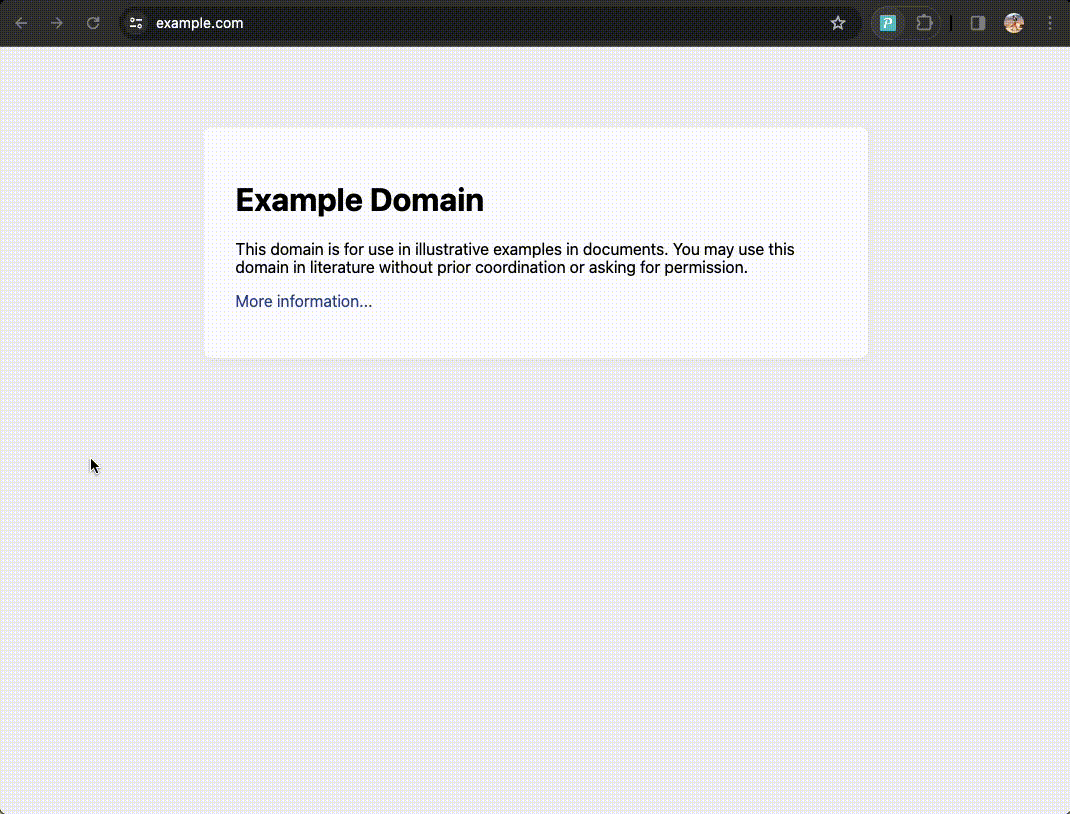 example.com
P
Example Domain
This domain is for use in illustrative examples in documents. You may use this
domain in literature without prior coordination or asking for permission.
More information...